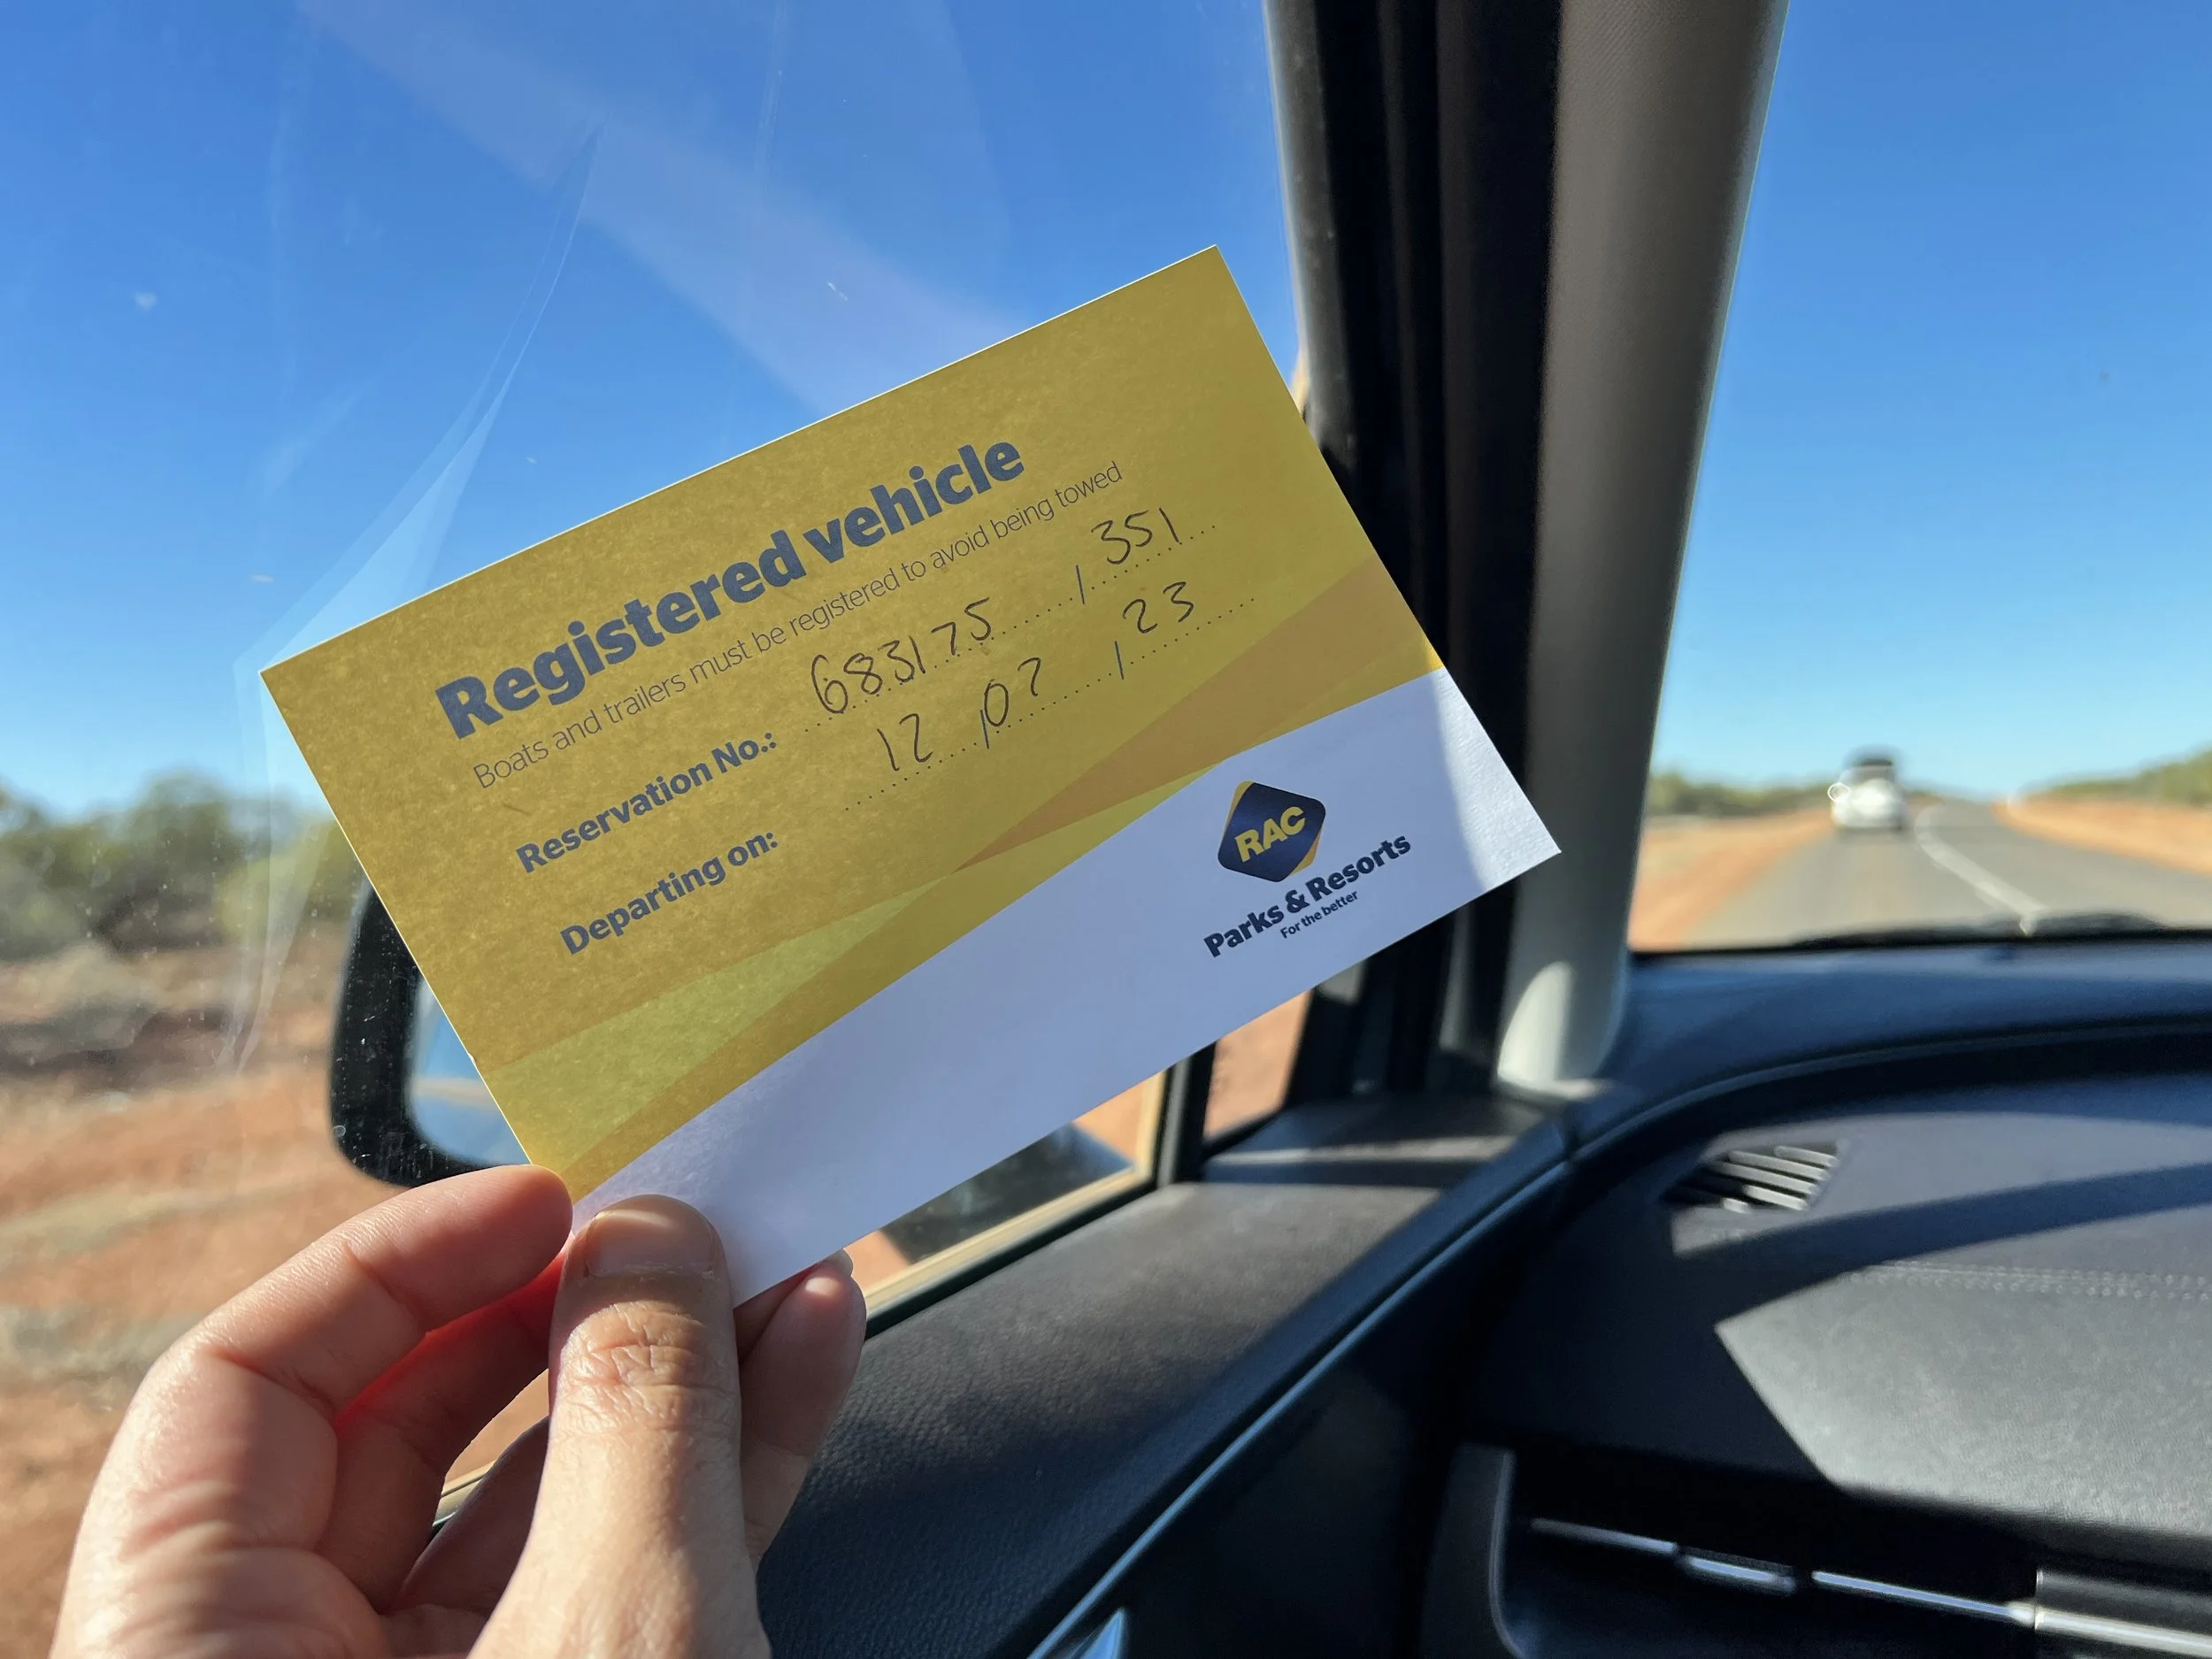 Registered vehicle
Boats and trailers must be registered to avoid being towed
Reservation No.: 683175 / 351
Departing on: 12 / 07 / 23
RAC
Parks & Resorts
For the better